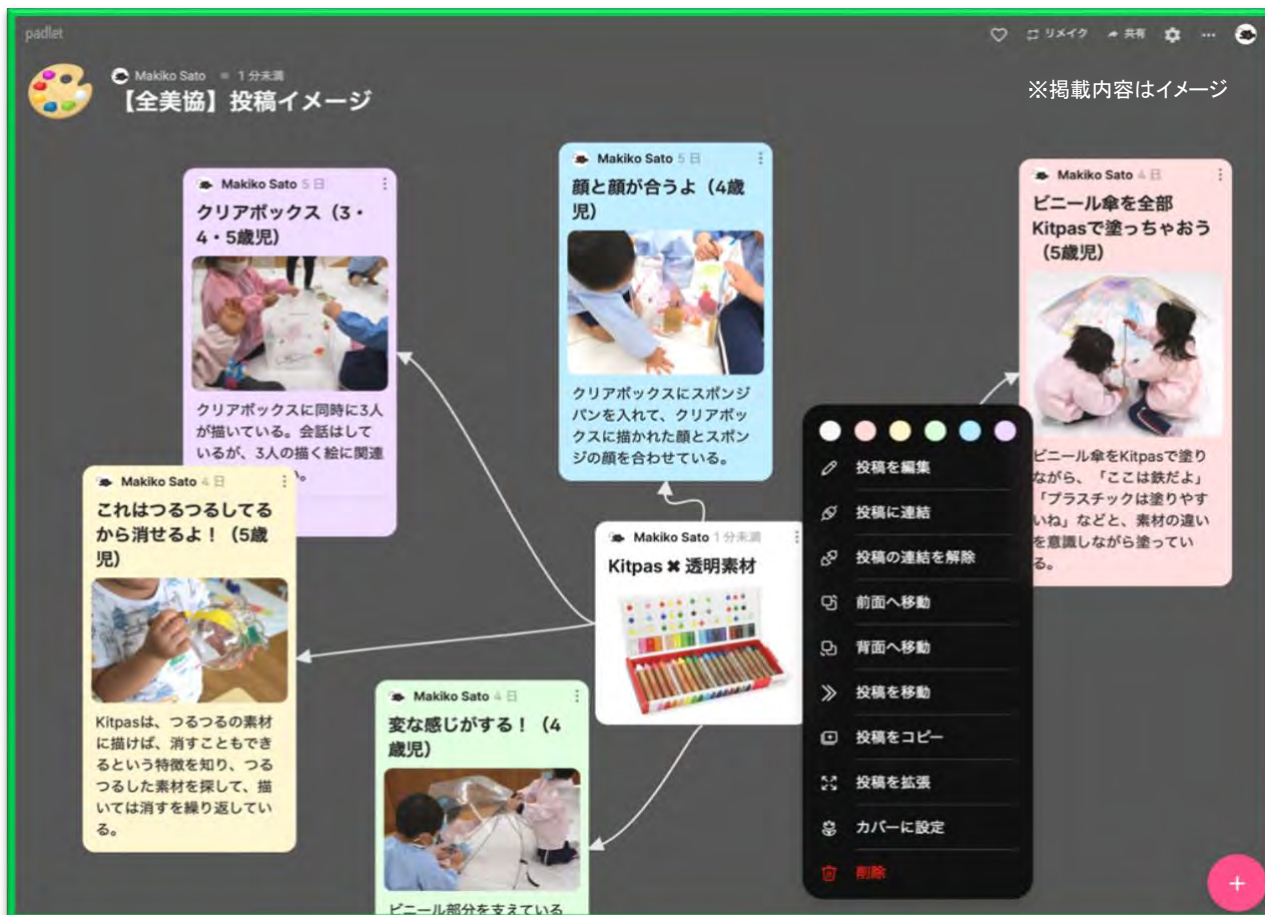 padlet
リメイク
共有
Makiko Sato 1分未満
【全美協】投稿イメージ
※掲載内容はイメージ
Makiko Sato 5日
クリアボックス（3・
4・5歳児）
クリアボックスに同時に3人
が描いている。会話はして
いるが、3人の描く絵に関連
Makiko Sato 5日
顔と顔が合うよ（4歳
児）
クリアボックスにスポンジ
バンを入れて、クリアボッ
クスに描かれた顔とスポン
ジの顔を合わせている。
Makiko Sato 4日
ビニール傘を全部
Kitpasで塗っちゃおう
（5歳児）
ビニール傘をKitpasで塗り
ながら、「ここは鉄だよ」
「プラスチックは塗りやす
いね」などと、素材の違い
を意識しながら塗ってい
る。
Makiko Sato 4日
これはつるつるしてる
から消せるよ！（5歳
児）
Kitpasは、つるつるの素材
に描けば、消すこともでき
るという特徴を知り、つる
つるした素材を探して、描
いては消すを繰り返してい
る。
Makiko Sato 1分未満
Kitpas✖透明素材
Makiko Sato 4日
変な感じがする！（4
歳児）
ビニール部分を支えている
投稿を編集
投稿に連結
投稿の連結を解除
前面へ移動
背面へ移動
投稿を移動
投稿をコピー
投稿を拡張
カバーに設定
削除